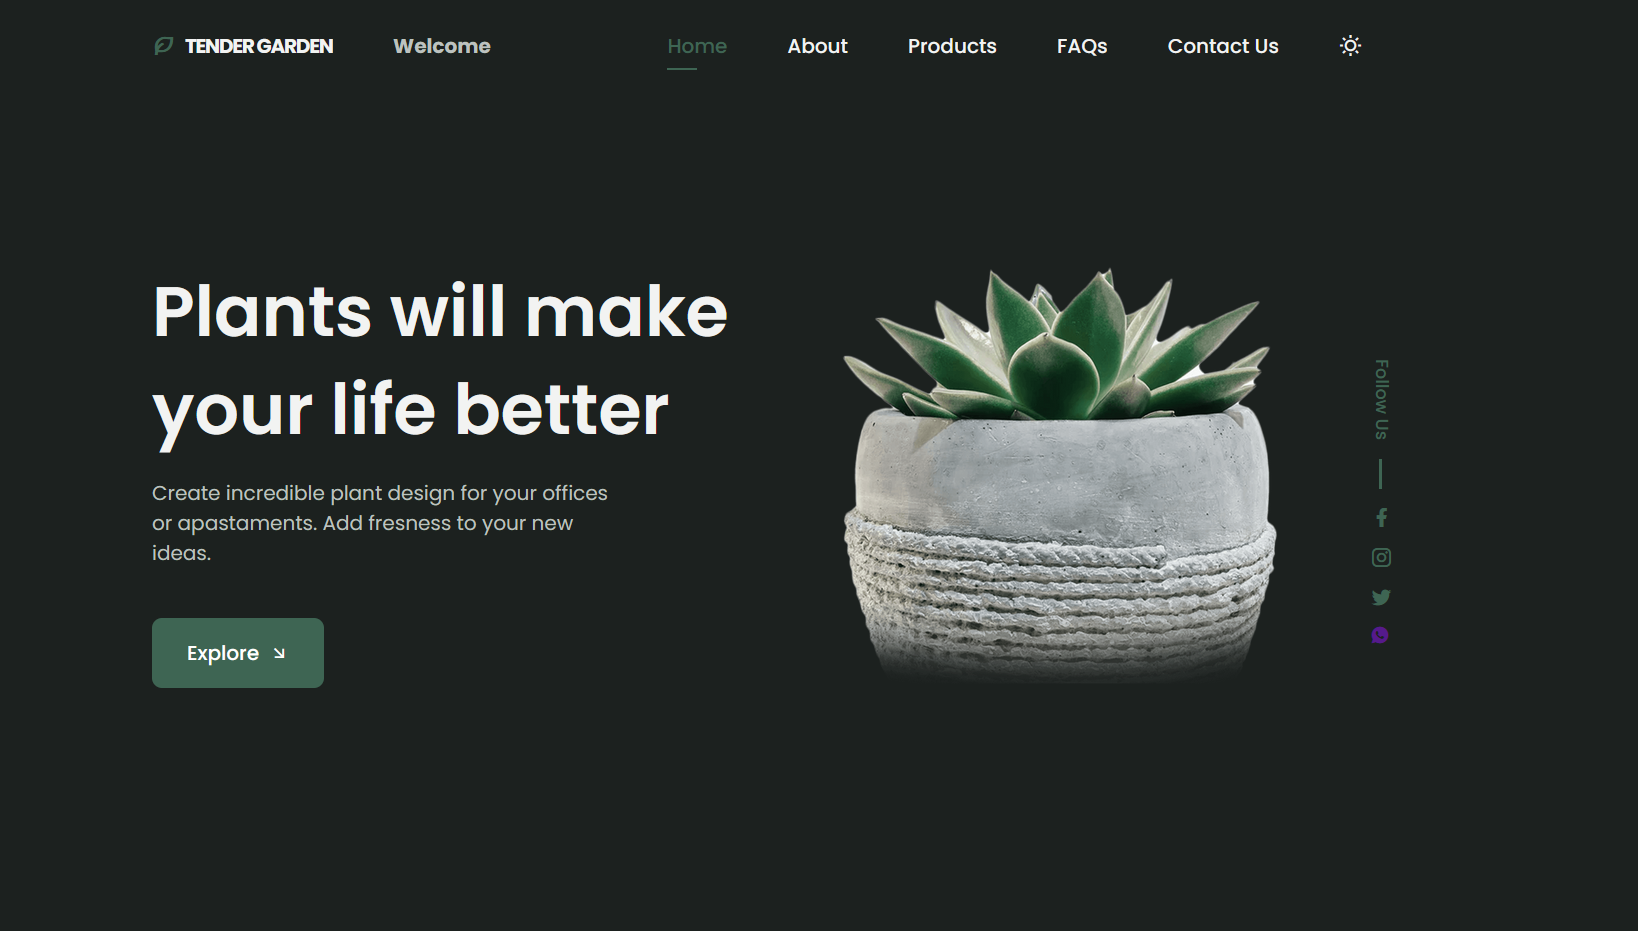 TENDER GARDEN
Welcome
Home
About
Products
FAQs
Contact Us
Plants will make
your life better
Create incredible plant design for your offices
or apastaments. Add fresness to your new
ideas.
Explore
Follow Us